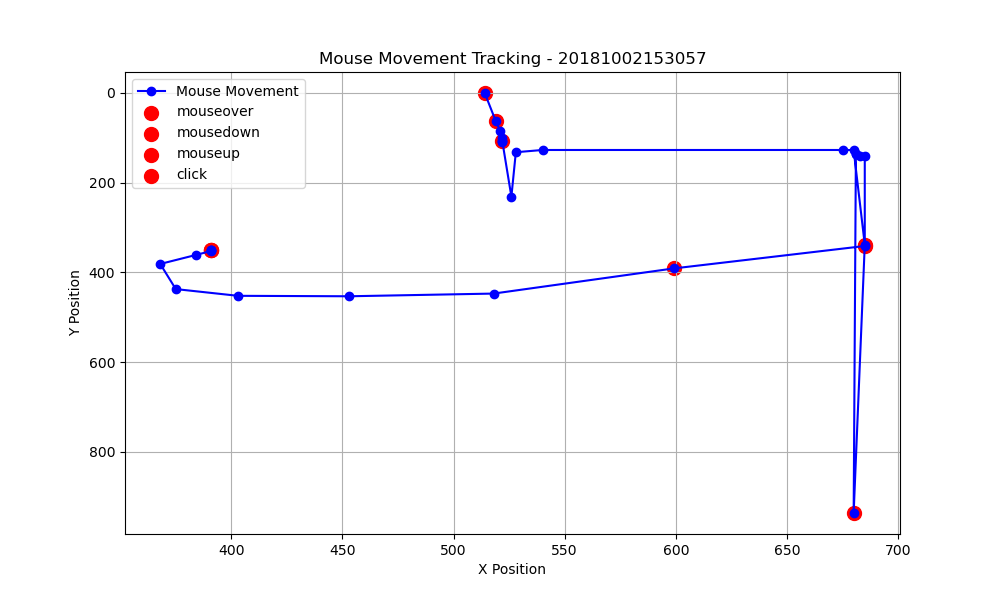 Mouse Movement Tracking - 20181002153057
Mouse Movement
mouseover
mousedown
mouseup
click
0
200
400
600
800
Y Position
400 450 500 550 600 650 700
X Position